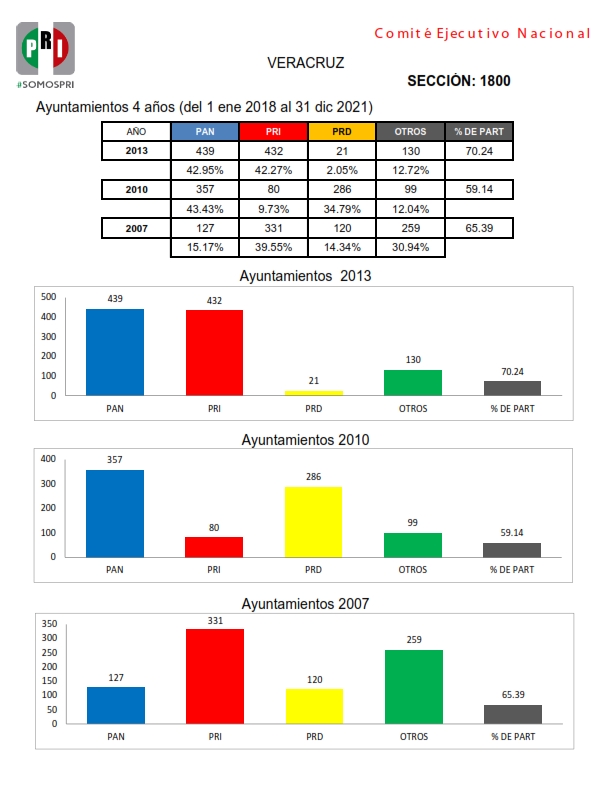 Comité Ejecutivo Nacional
PRI
#SOMOSPRI
VERACRUZ
SECCIÓN: 1800
Ayuntamientos 4 años (del 1 ene 2018 al 31 dic 2021)
AÑO PAN PRI PRD OTROS % DE PART
2013 439 432 21 130 70.24
42.95% 42.27% 2.05% 12.72%
2010 357 80 286 99 59.14
43.43% 9.73% 34.79% 12.04%
2007 127 331 120 259 65.39
15.17% 39.55% 14.34% 30.94%
Ayuntamientos 2013
500
400
300
200
100
0
439 432 21 130 70.24
PAN PRI PRD OTROS % DE PART
Ayuntamientos 2010
400
300
200
100
0
357 80 286 99 59.14
PAN PRI PRD OTROS % DE PART
Ayuntamientos 2007
350
300
250
200
150
100
50
0
127 331 120 259 65.39
PAN PRI PRD OTROS % DE PART